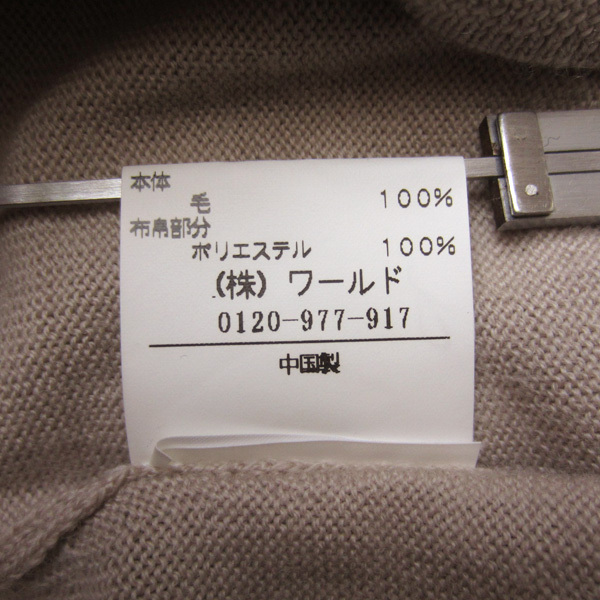 本体
毛 100%
布帛部分
ポリエステル 100%
(株) ワールド
0120-977-917
中国製